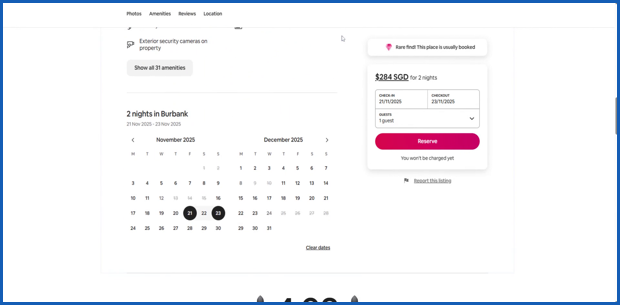 Photos Amenities Reviews Location
Exterior security cameras on
property
Show all 31 amenities
Rare find! This place is usually booked
$284 SGD for 2 nights
CHECK-IN
21/11/2025
CHECKOUT
23/11/2025
GUESTS
1 guest
Reserve
You won't be charged yet
Report this listing
2 nights in Burbank
21 Nov 2025 - 23 Nov 2025
November 2025
M T W T F S S
1 2
3 4 5 6 7 8 9
10 11 12 13 14 15 16
17 18 19 20 21 22 23
24 25 26 27 28 29 30
December 2025
M T W T F S S
1 2 3 4 5 6 7
8 9 10 11 12 13 14
15 16 17 18 19 20 21
22 23 24 25 26 27 28
29 30 31
Clear dates